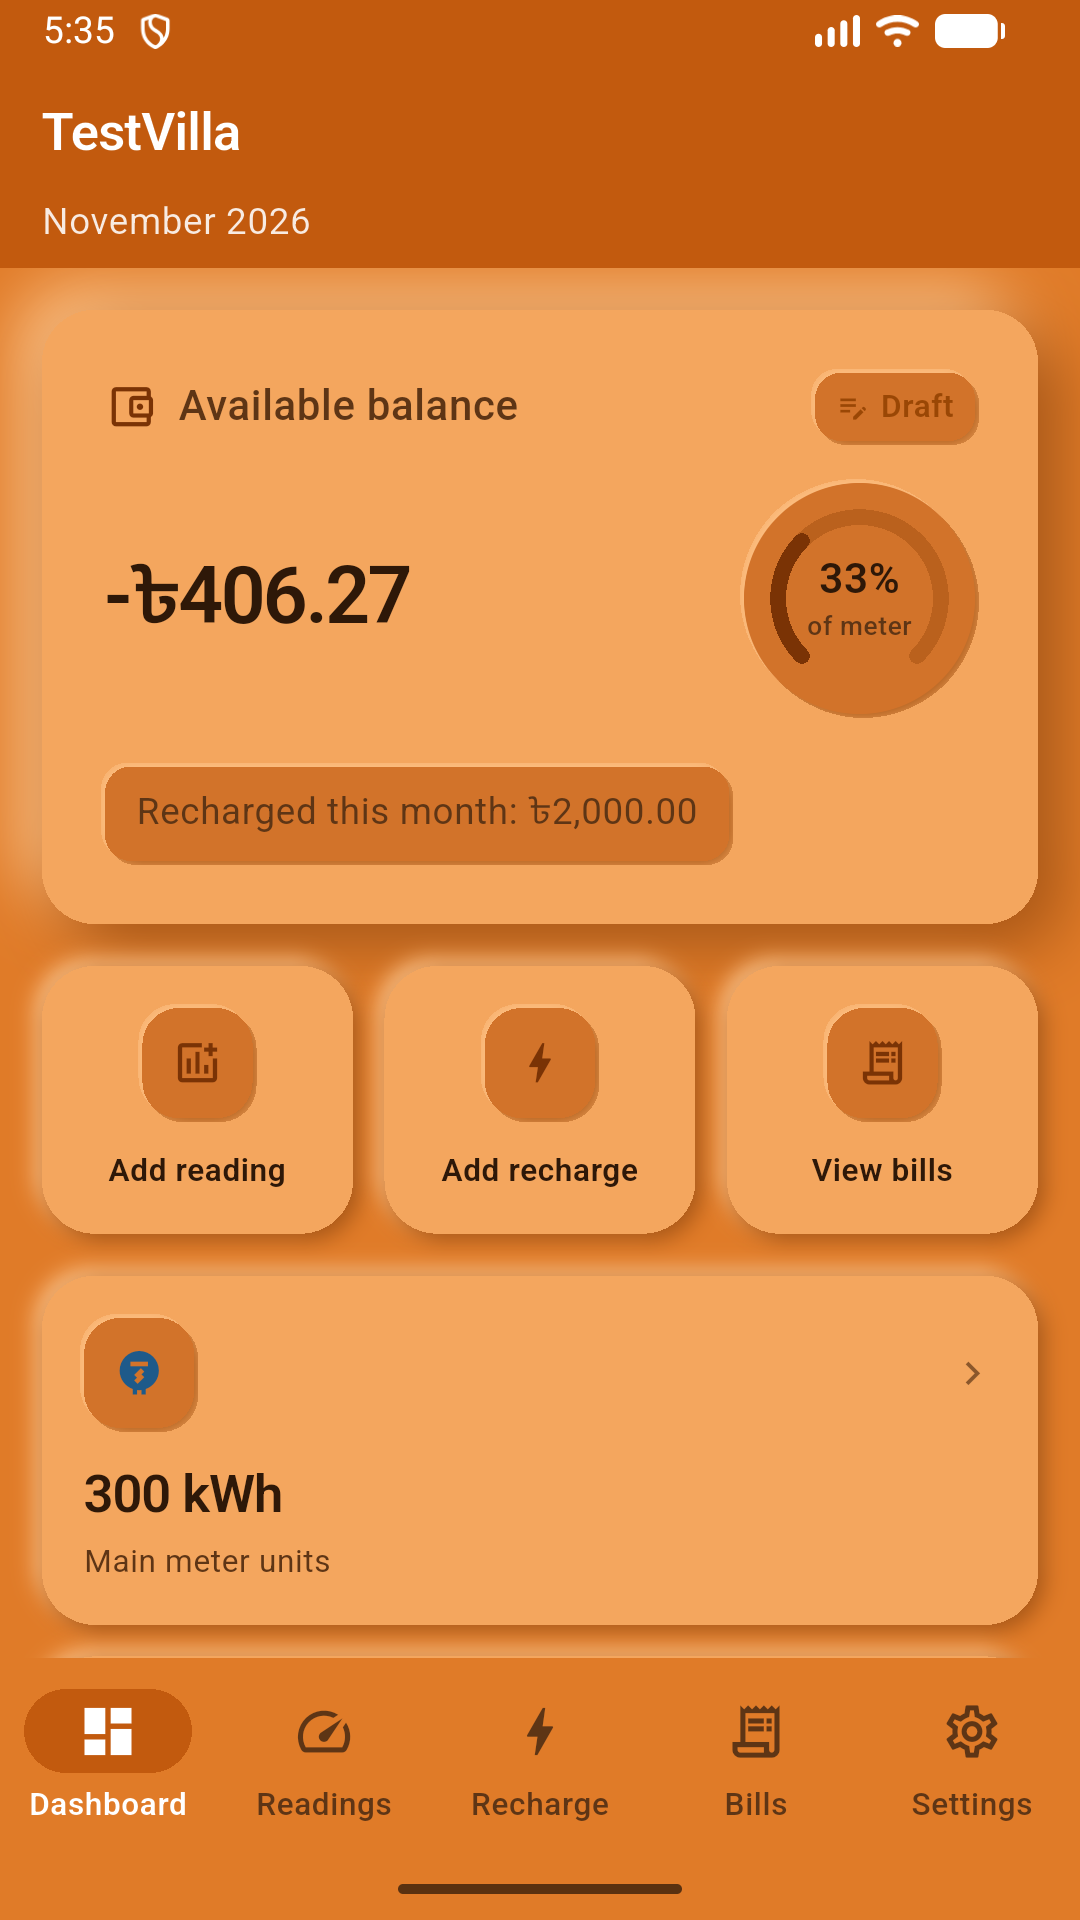 5:35
TestVilla
November 2026
Available balance
Draft
-৳406.27
33%
of meter
Recharged this month: ৳2,000.00
Add reading
Add recharge
View bills
300 kWh
Main meter units
Dashboard
Readings
Recharge
Bills
Settings